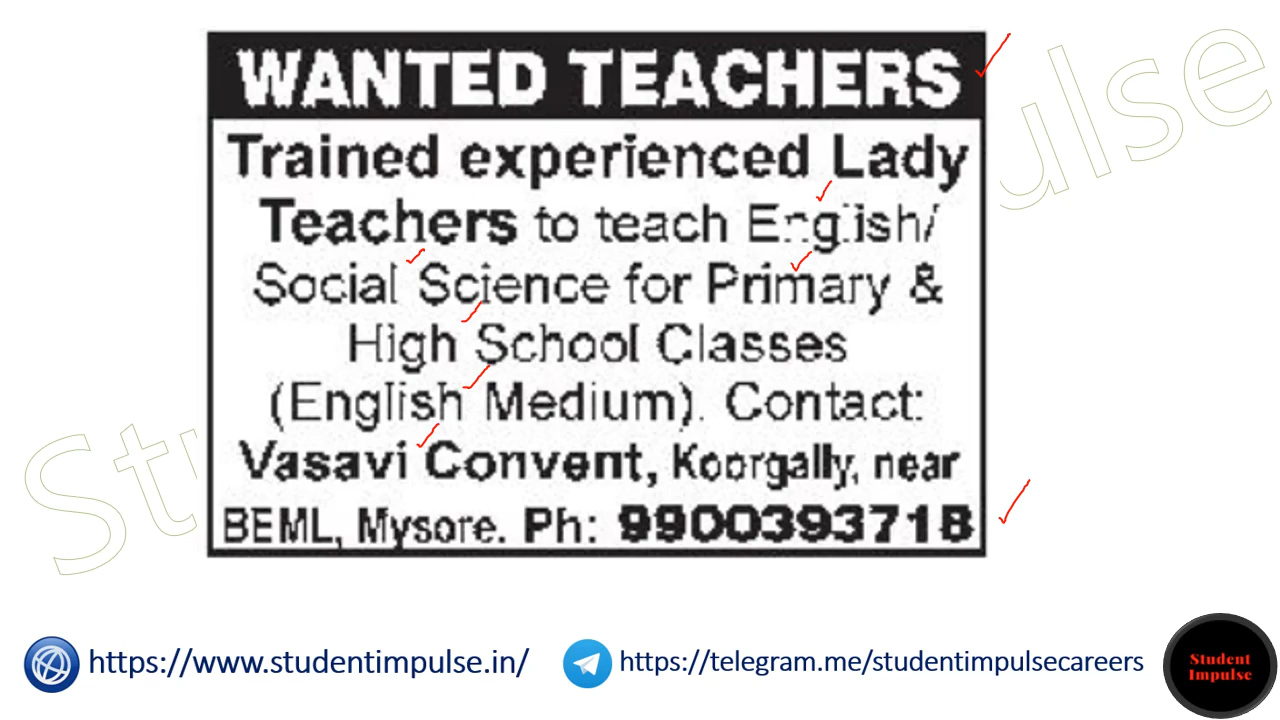 WANTED TEACHERS
Trained experienced Lady
Teachers to teach English/
Social Science for Primary &
High School Classes
(English Medium). Contact:
Vasavi Convent, Koorgally, near
BEML, Mysore. Ph: 9900393718
https://www.studentimpulse.in/
https://telegram.me/studentimpulsecareers
Student
Impulse